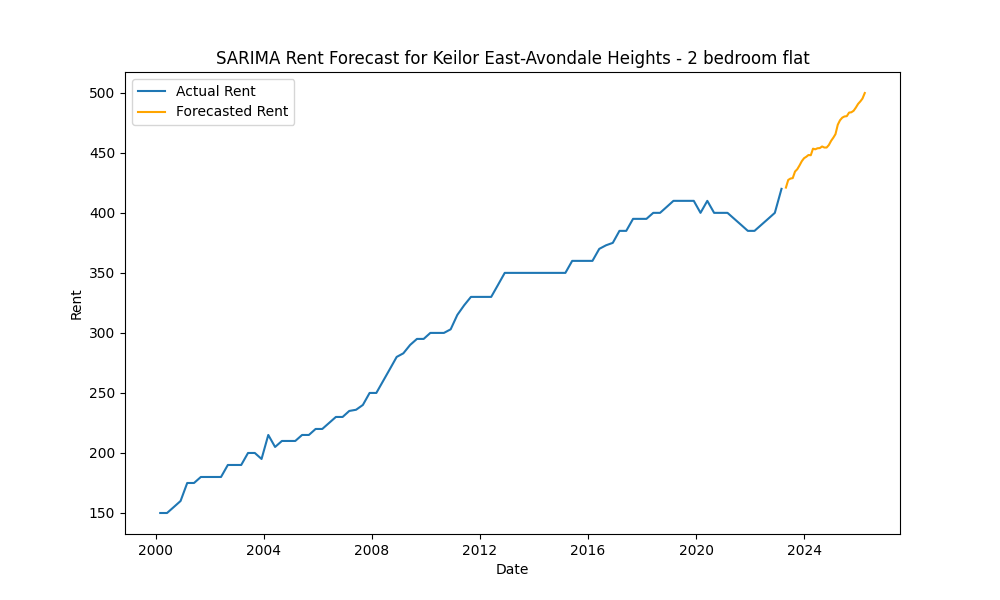 SARIMA Rent Forecast for Keilor East-Avondale Heights - 2 bedroom flat
Actual Rent
Forecasted Rent
500
450
400
350
300
250
200
150
Rent
2000 2004 2008 2012 2016 2020 2024
Date